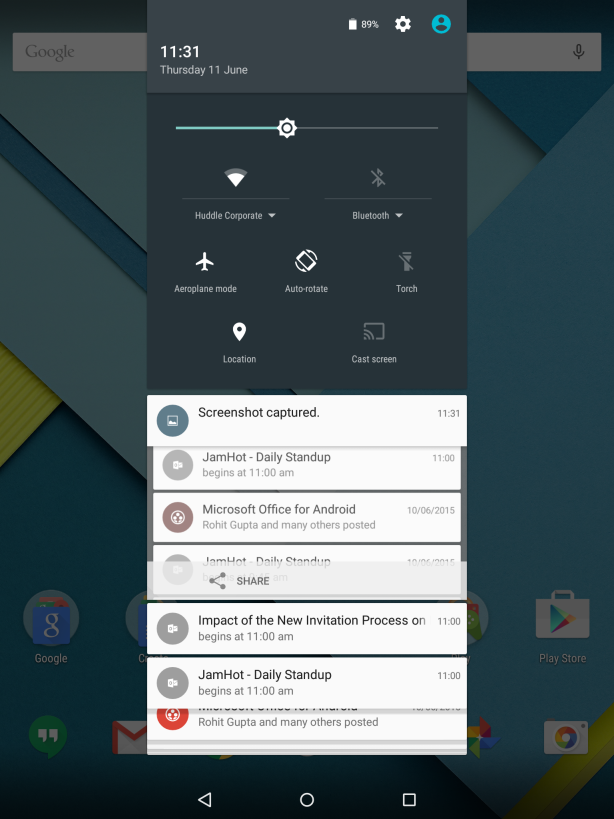 89%
Google
11:31
Thursday 11 June
Huddle Corporate
Bluetooth
Aeroplane mode
Auto-rotate
Torch
Location
Cast screen
Screenshot captured.
11:31
JamHot - Daily Standup
11:00
begins at 11:00 am
Microsoft Office for Android
10/06/2015
Rohit Gupta and many others posted
JamHot - Daily Standup
10/06/2015
SHARE
am
Impact of the New Invitation Process on
11:00
begins at 11:00 am
JamHot - Daily Standup
11:00
begins at 11:00 am
Microsoft Office for Android
Rohit Gupta and many others posted
Google
Play Store